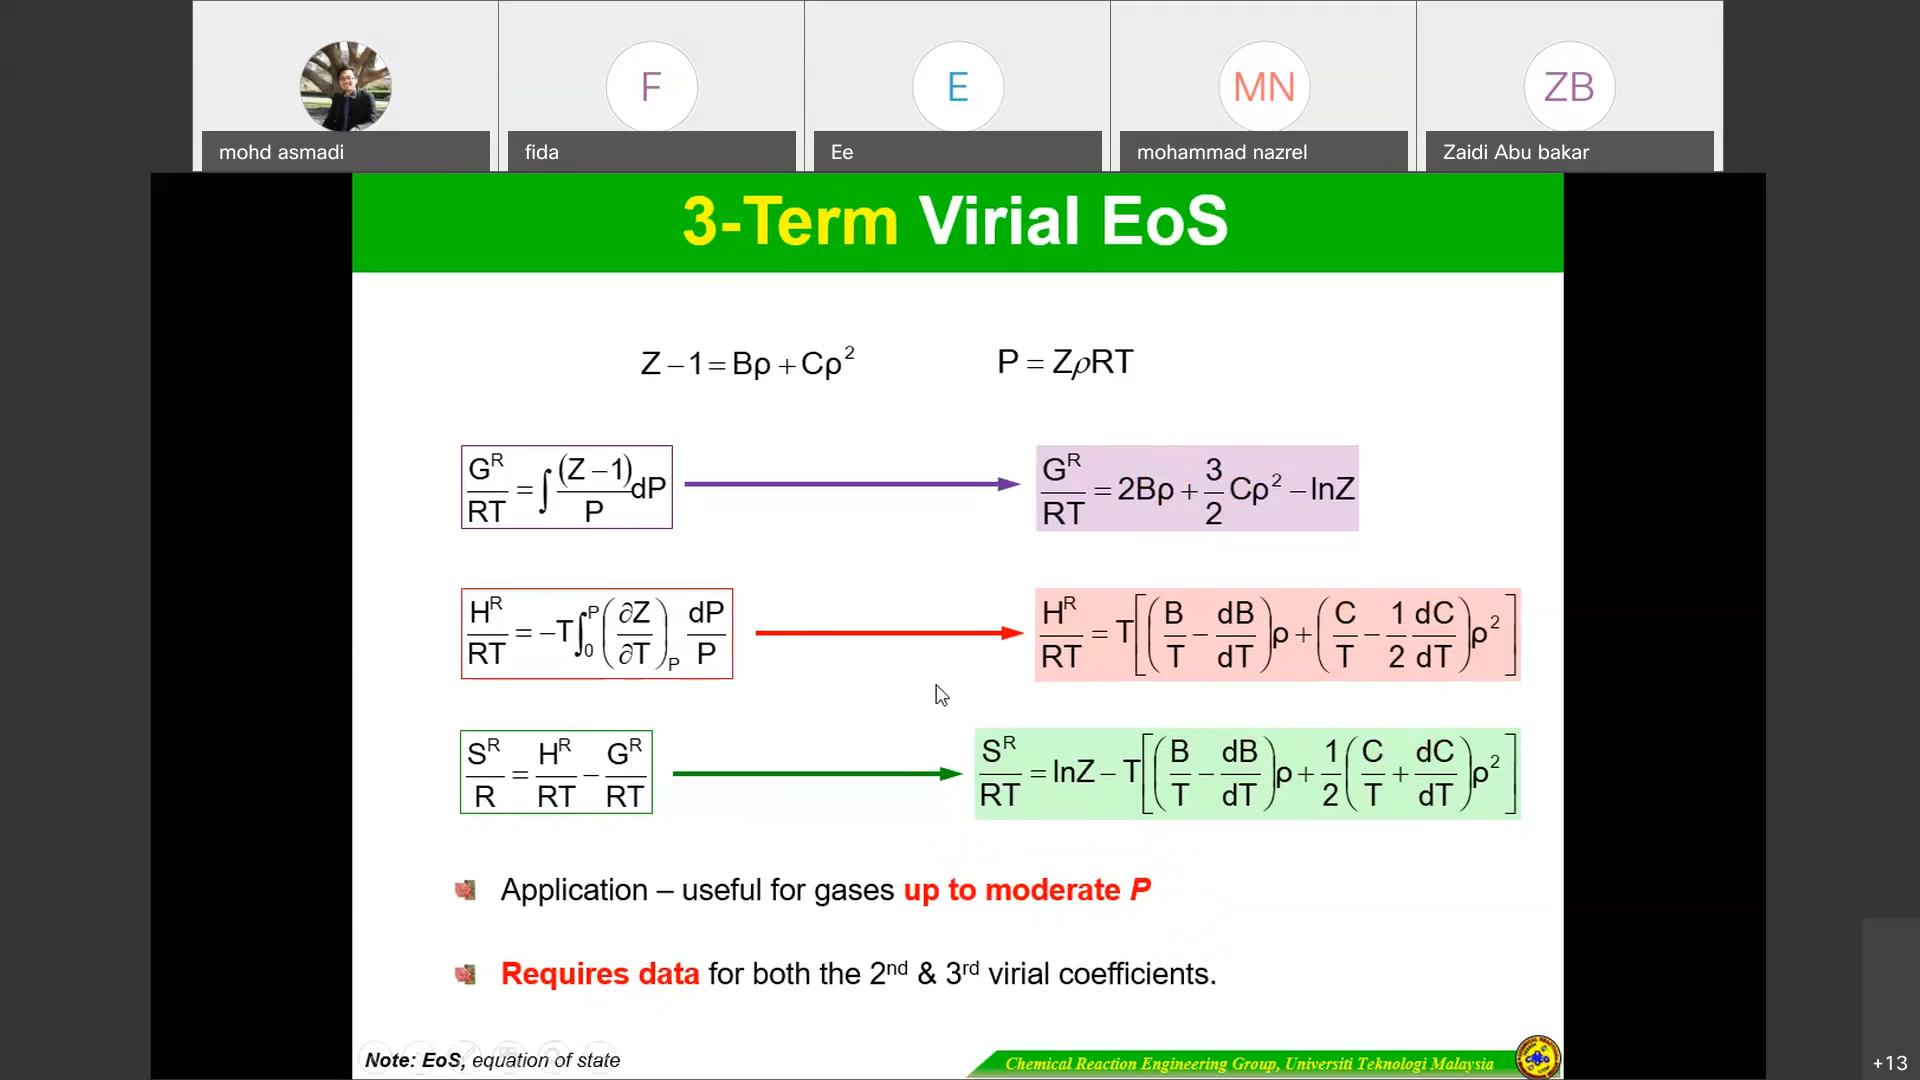 F
E
MN
ZB
mohd asmadi
fida
Ee
mohammad nazrel
Zaidi Abu bakar
3-Term Virial EoS
Z − 1 = Bρ + Cρ²    P = ZρRT
G^R/RT = ∫ (Z − 1)/P dP    G^R/RT = 2Bρ + 3/2 Cρ² − lnZ
H^R/RT = −T ∫₀^P (∂Z/∂T)_P dP/P    H^R/RT = T[(B/T − dB/dT)ρ + (C/T − 1/2 dC/dT)ρ²]
S^R/R = H^R/RT − G^R/RT    S^R/RT = lnZ − T[(B/T − dB/dT)ρ + 1/2 (C/T + dC/dT)ρ²]
Application – useful for gases up to moderate P
Requires data for both the 2nd & 3rd virial coefficients.
Note: EoS, equation of state
Chemical Reaction Engineering Group, Universiti Teknologi Malaysia
+13